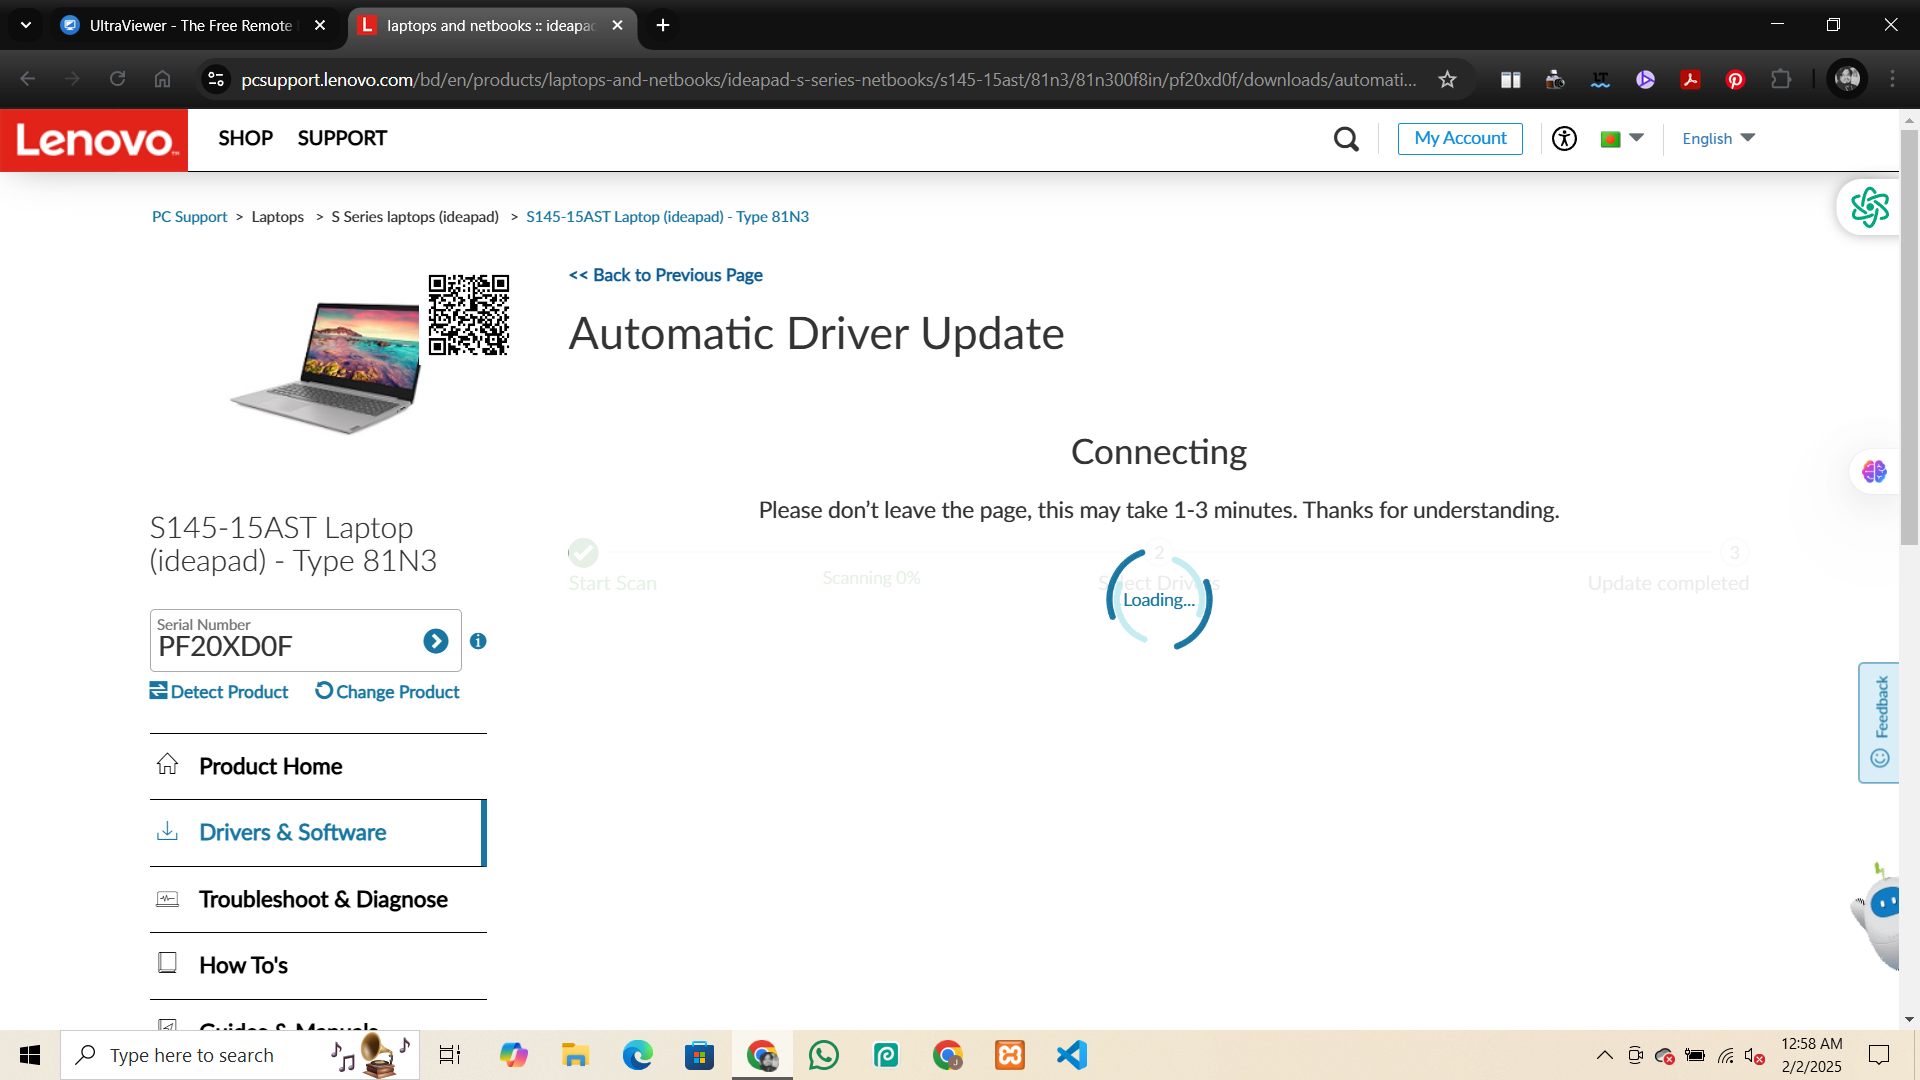 UltraViewer - The Free Remote
laptops and netbooks :: ideapad
pcsupport.lenovo.com/bd/en/products/laptops-and-netbooks/ideapad-s-series-netbooks/s145-15ast/81n3/81n300f8in/pf20xd0f/downloads/automati...
Lenovo
SHOP
SUPPORT
My Account
English
PC Support > Laptops > S Series laptops (ideapad) > S145-15AST Laptop (ideapad) - Type 81N3
<< Back to Previous Page
Automatic Driver Update
Connecting
Please don’t leave the page, this may take 1-3 minutes. Thanks for understanding.
2
3
Start Scan
Scanning 0%
Select Drivers
Update completed
Loading...
S145-15AST Laptop
(ideapad) - Type 81N3
Serial Number
PF20XD0F
Detect Product
Change Product
Feedback
Product Home
Drivers & Software
Troubleshoot & Diagnose
How To's
Guides & Manuals
Type here to search
12:58 AM
2/2/2025